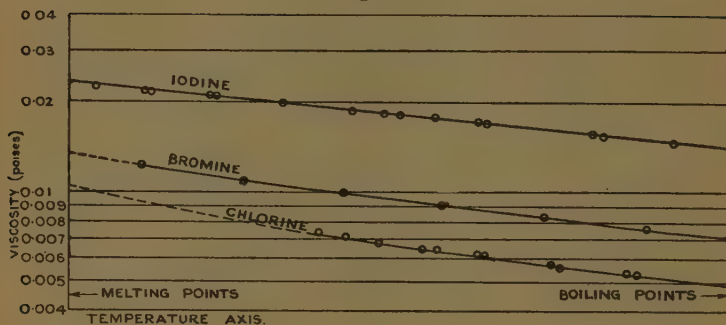 0·04
0·03
IODINE
0·02
VISCOSITY (poises)
BROMINE
0·01
0·009
CHLORINE
0·008
0·007
0·006
0·005
MELTING POINTS
BOILING POINTS
0·004
TEMPERATURE AXIS.